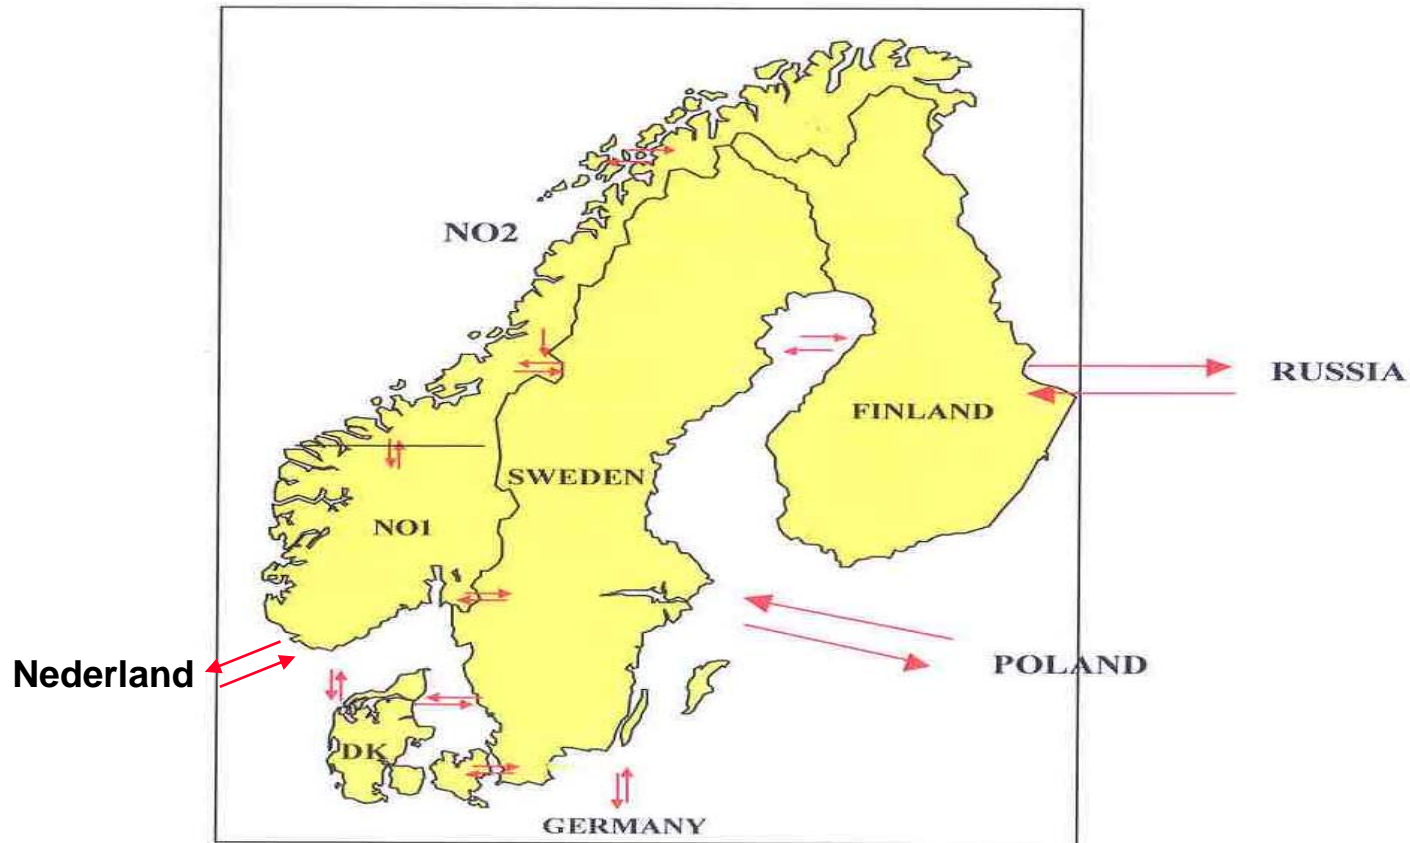 NO2
RUSSIA
FINLAND
SWEDEN
NO1
Nederland
POLAND
DK
GERMANY